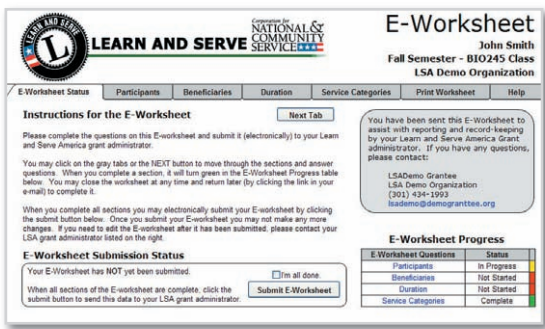 LEARN AND SERVE
Corporation for
NATIONAL &
COMMUNITY
SERVICE
E-Worksheet
John Smith
Fall Semester - BIO245 Class
LSA Demo Organization
E-Worksheet Status
Participants
Beneficiaries
Duration
Service Categories
Print Worksheet
Help
Instructions for the E-Worksheet
Next Tab
Please complete the questions on this E-worksheet and submit it (electronically) to your Learn
and Serve America grant administrator.
You may click on the gray tabs or the NEXT button to move through the sections and answer
questions. When you complete a section, it will turn green in the E-Worksheet Progress table
below. You may close the worksheet at any time and return later (by clicking the link in your
e-mail) to complete it.
When you complete all sections you may electronically submit your E-worksheet by clicking
the submit button below. Once you submit your E-worksheet you may not make any more
changes. If you need to edit the E-worksheet after it has been submitted, please contact your
LSA grant administrator listed on the right.
E-Worksheet Submission Status
Your E-Worksheet has NOT yet been submitted.
I'm all done.
When all sections of the E-worksheet are complete, click the
submit button to send this data to your LSA grant administrator.
Submit E-Worksheet
You have been sent this E-Worksheet to
assist with reporting and record-keeping
by your Learn and Serve America Grant
administrator. If you have any questions,
please contact:
LSADemo Grantee
LSA Demo Organization
(301) 434-1993
lsademo@demograntteo.org
E-Worksheet Progress
E-Worksheet Questions Status
Participants In Progress
Beneficiaries Not Started
Duration Not Started
Service Categories Complete